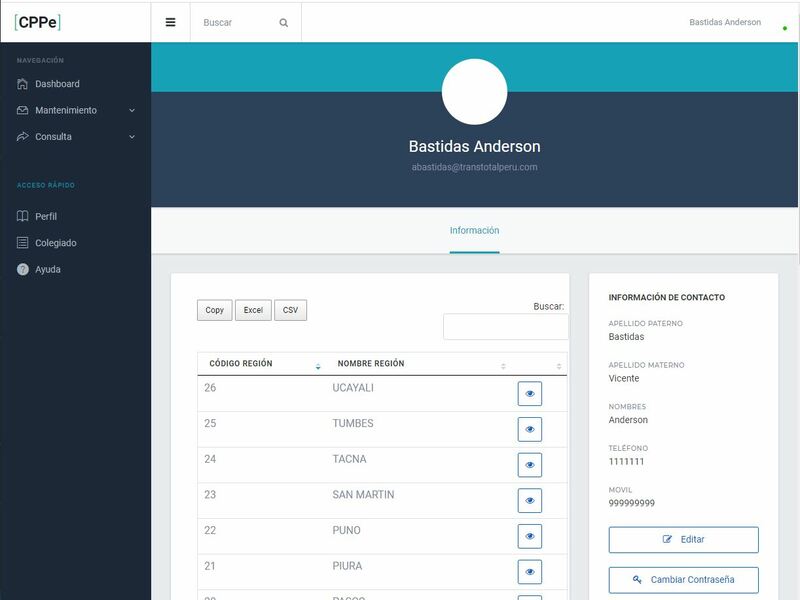 [CPPe]
Buscar
Bastidas Anderson
NAVEGACIÓN
Dashboard
Mantenimiento
Consulta
ACCESO RÁPIDO
Perfil
Colegiado
Ayuda
Bastidas Anderson
abastidas@transtotalperu.com
Información
Copy Excel CSV
Buscar:
CÓDIGO REGIÓN NOMBRE REGIÓN
26 UCAYALI
25 TUMBES
24 TACNA
23 SAN MARTIN
22 PUNO
21 PIURA
20 PASCO
INFORMACIÓN DE CONTACTO
APELLIDO PATERNO
Bastidas
APELLIDO MATERNO
Vicente
NOMBRES
Anderson
TELÉFONO
1111111
MOVIL
999999999
Editar
Cambiar Contraseña